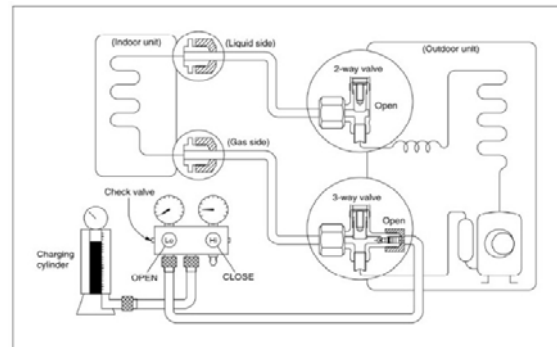 (Indoor unit)
(Liquid side)
(Outdoor unit)
2-way valve
Open
(Gas side)
3-way valve
Open
Check valve
Lo
Hi
Charging
cylinder
OPEN
CLOSE